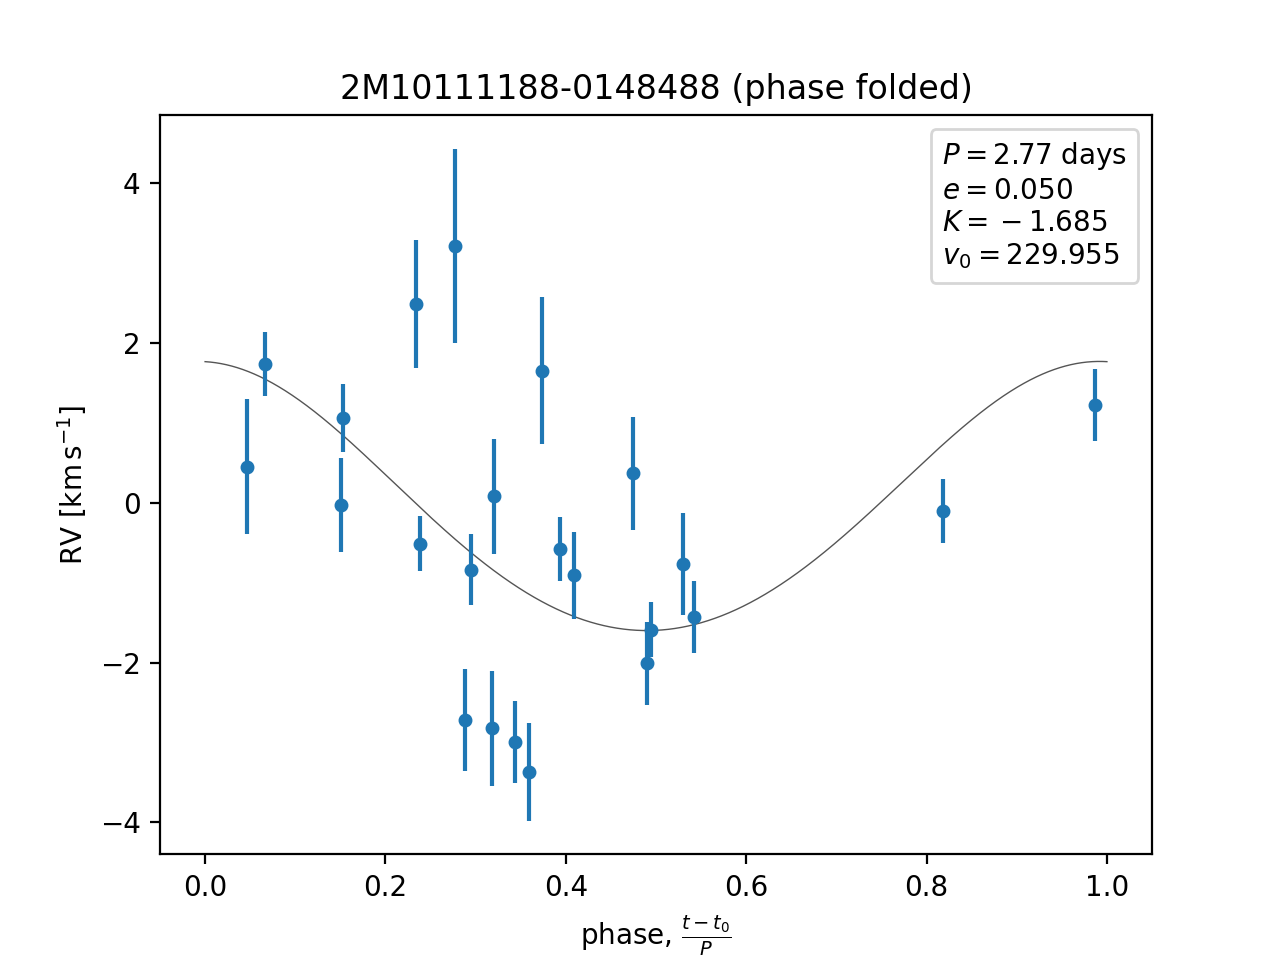 2M10111188-0148488 (phase folded)
P = 2.77 days
e = 0.050
K = −1.685
v₀ = 229.955
RV [km s⁻¹]
4
2
0
−2
−4
0.0 0.2 0.4 0.6 0.8 1.0
phase, (t − t₀)/P